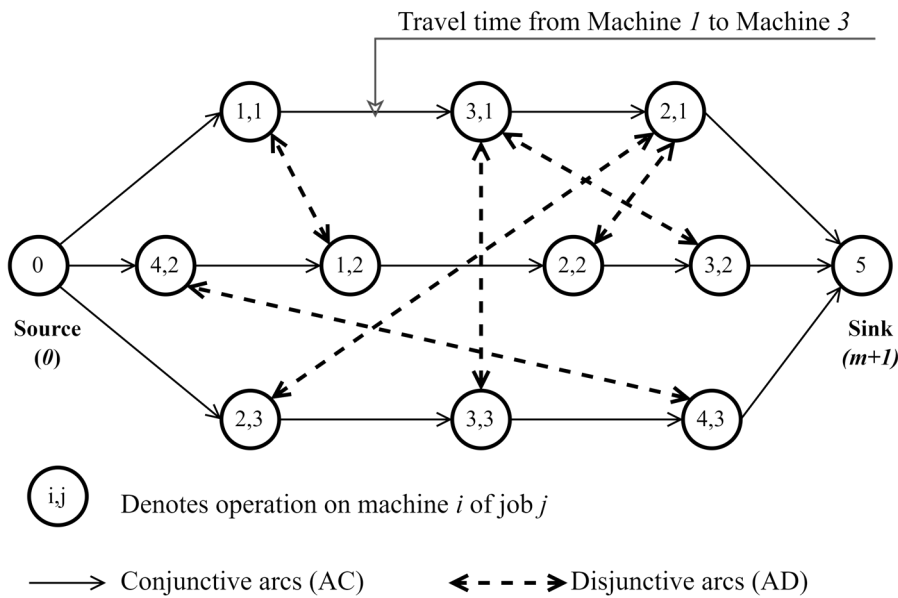 Travel time from Machine 1 to Machine 3
1,1
3,1
2,1
0
4,2
1,2
2,2
3,2
5
Source
(0)
Sink
(m+1)
2,3
3,3
4,3
i,j
Denotes operation on machine i of job j
Conjunctive arcs (AC)
Disjunctive arcs (AD)